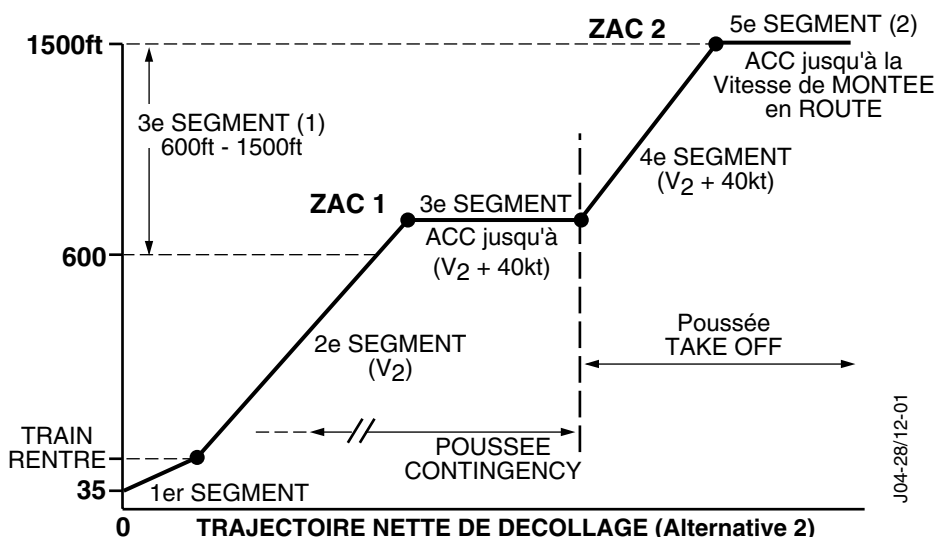 ZAC 2
5e SEGMENT (2)
1500ft
ACC jusqu'à la
Vitesse de MONTEE
en ROUTE
3e SEGMENT (1)
600ft - 1500ft
4e SEGMENT
(V2 + 40kt)
ZAC 1
3e SEGMENT
ACC jusqu'à
(V2 + 40kt)
600
Poussée
TAKE OFF
2e SEGMENT
(V2)
TRAIN
RENTRE
POUSSEE
CONTINGENCY
35
1er SEGMENT
J04-28/12-01
0
TRAJECTOIRE NETTE DE DECOLLAGE (Alternative 2)